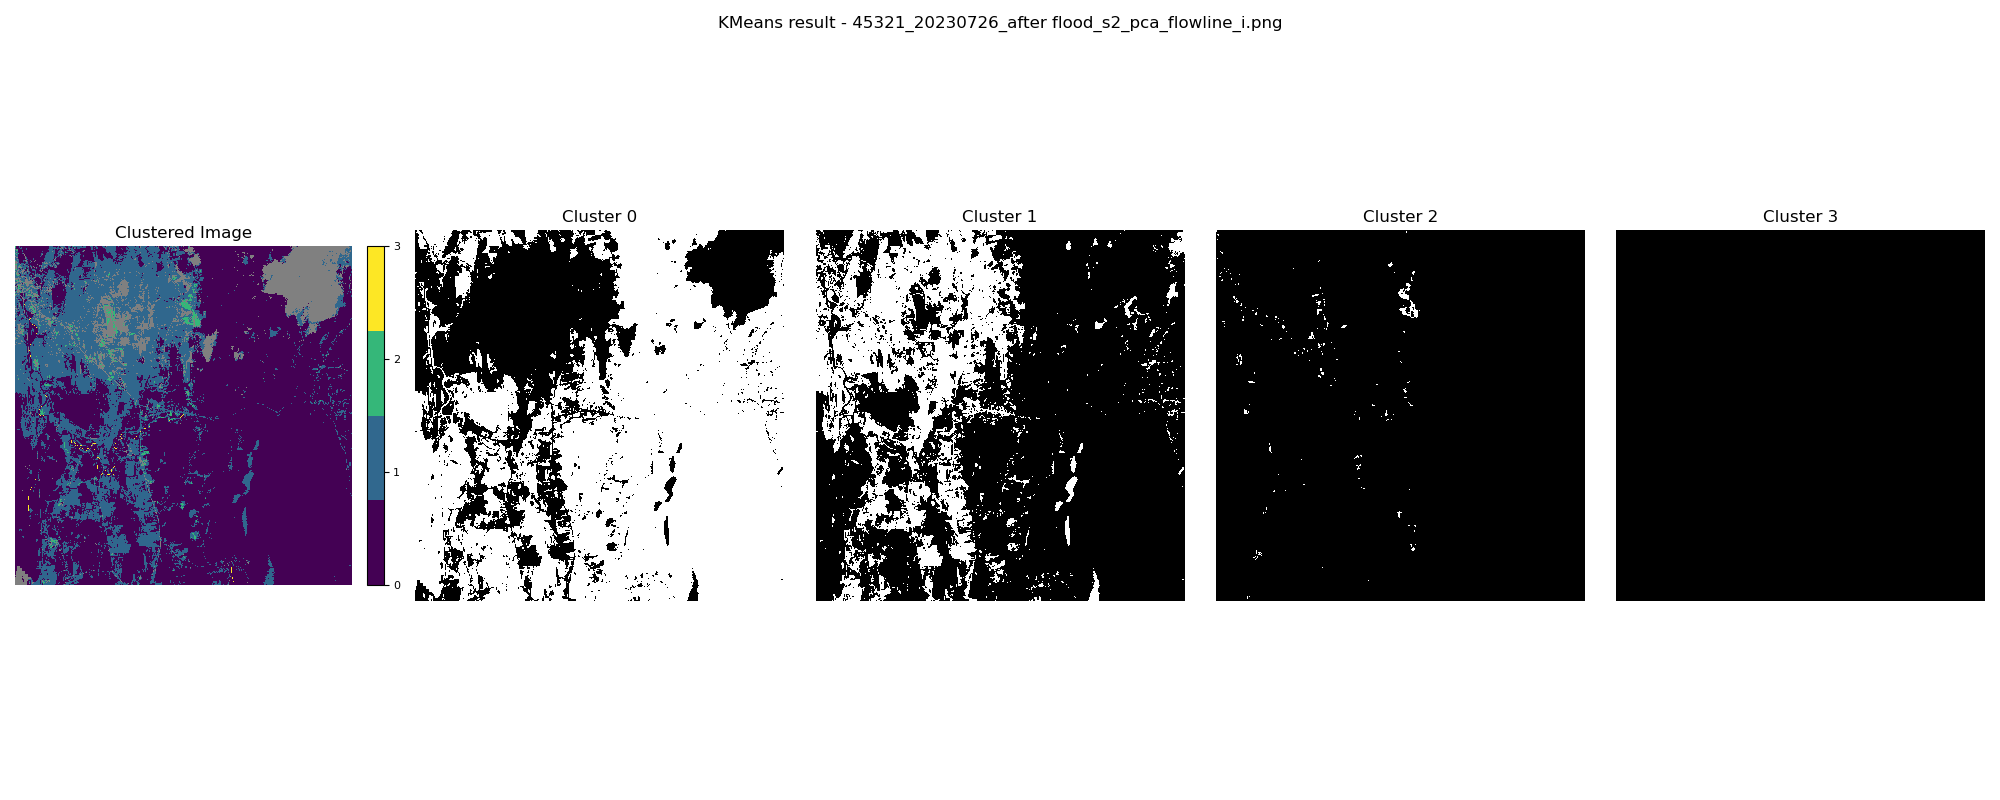 KMeans result - 45321_20230726_after flood_s2_pca_flowline_i.png
Clustered Image
3
2
1
0
Cluster 0
Cluster 1
Cluster 2
Cluster 3